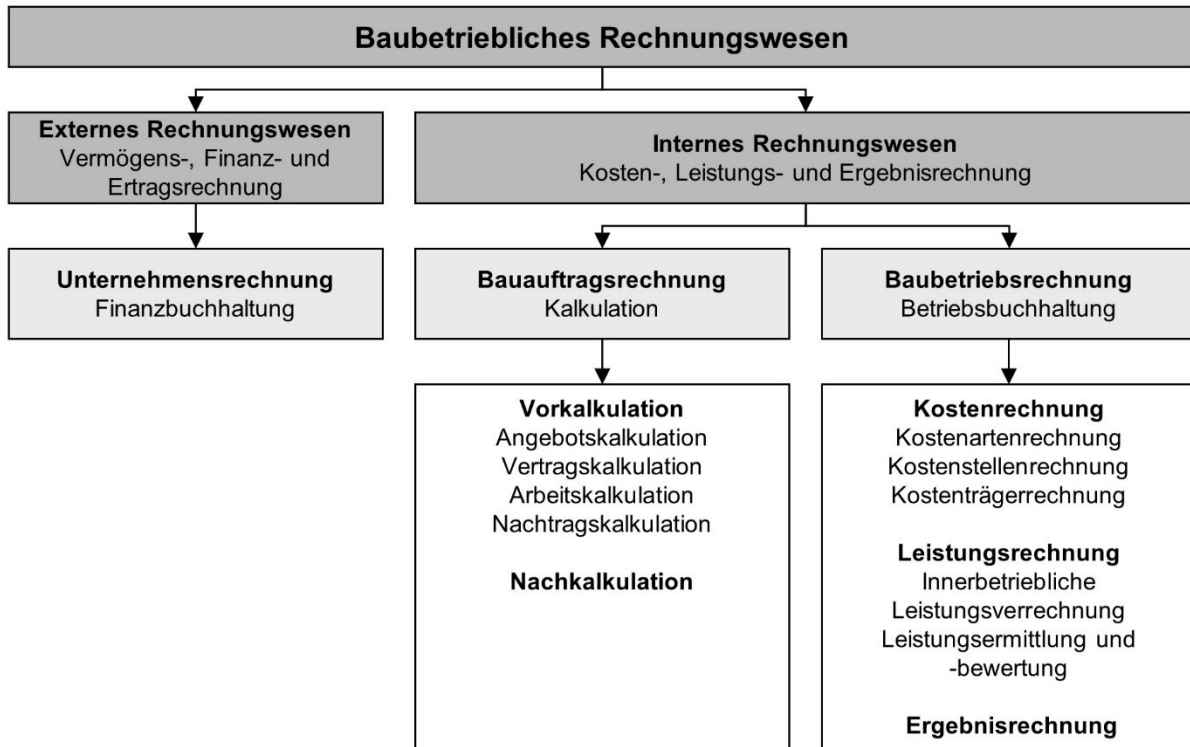 Baubetriebliches Rechnungswesen
Externes Rechnungswesen
Vermögens-, Finanz- und
Ertragsrechnung
Internes Rechnungswesen
Kosten-, Leistungs- und Ergebnisrechnung
Unternehmensrechnung
Finanzbuchhaltung
Bauauftragsrechnung
Kalkulation
Baubetriebsrechnung
Betriebsbuchhaltung
Vorkalkulation
Angebotskalkulation
Vertragskalkulation
Arbeitskalkulation
Nachtragskalkulation
Nachkalkulation
Kostenrechnung
Kostenartenrechnung
Kostenstellenrechnung
Kostenträgerrechnung
Leistungsrechnung
Innerbetriebliche
Leistungsverrechnung
Leistungsermittlung und
-bewertung
Ergebnisrechnung